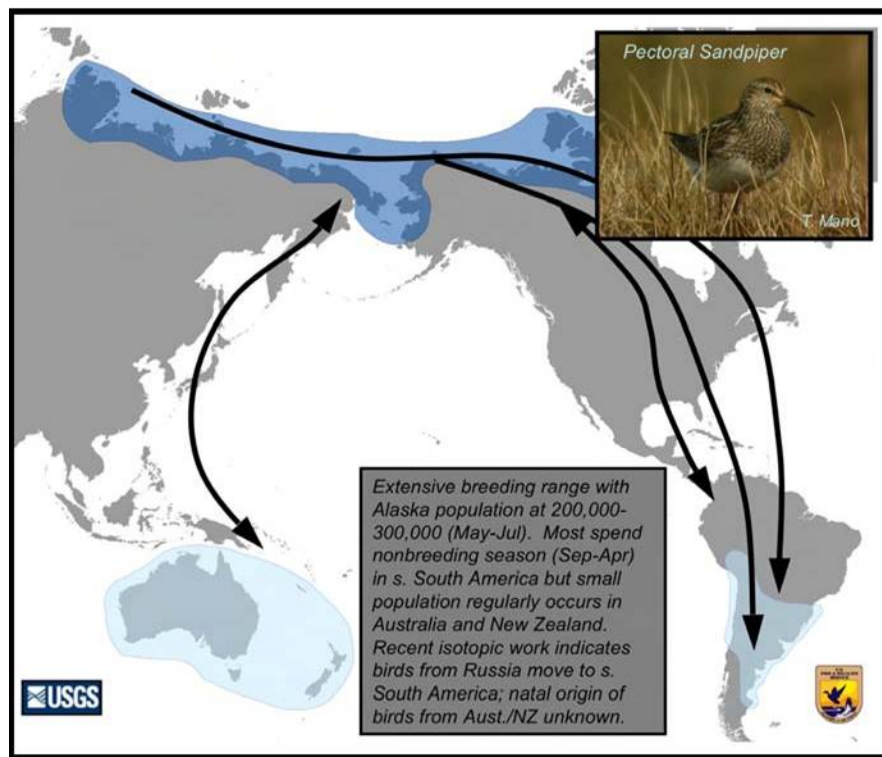 Pectoral Sandpiper
T. Mano
Extensive breeding range with
Alaska population at 200,000-
300,000 (May-Jul).  Most spend
nonbreeding season (Sep-Apr)
in s. South America but small
population regularly occurs in
Australia and New Zealand.
Recent isotopic work indicates
birds from Russia move to s.
South America; natal origin of
birds from Aust./NZ unknown.
USGS